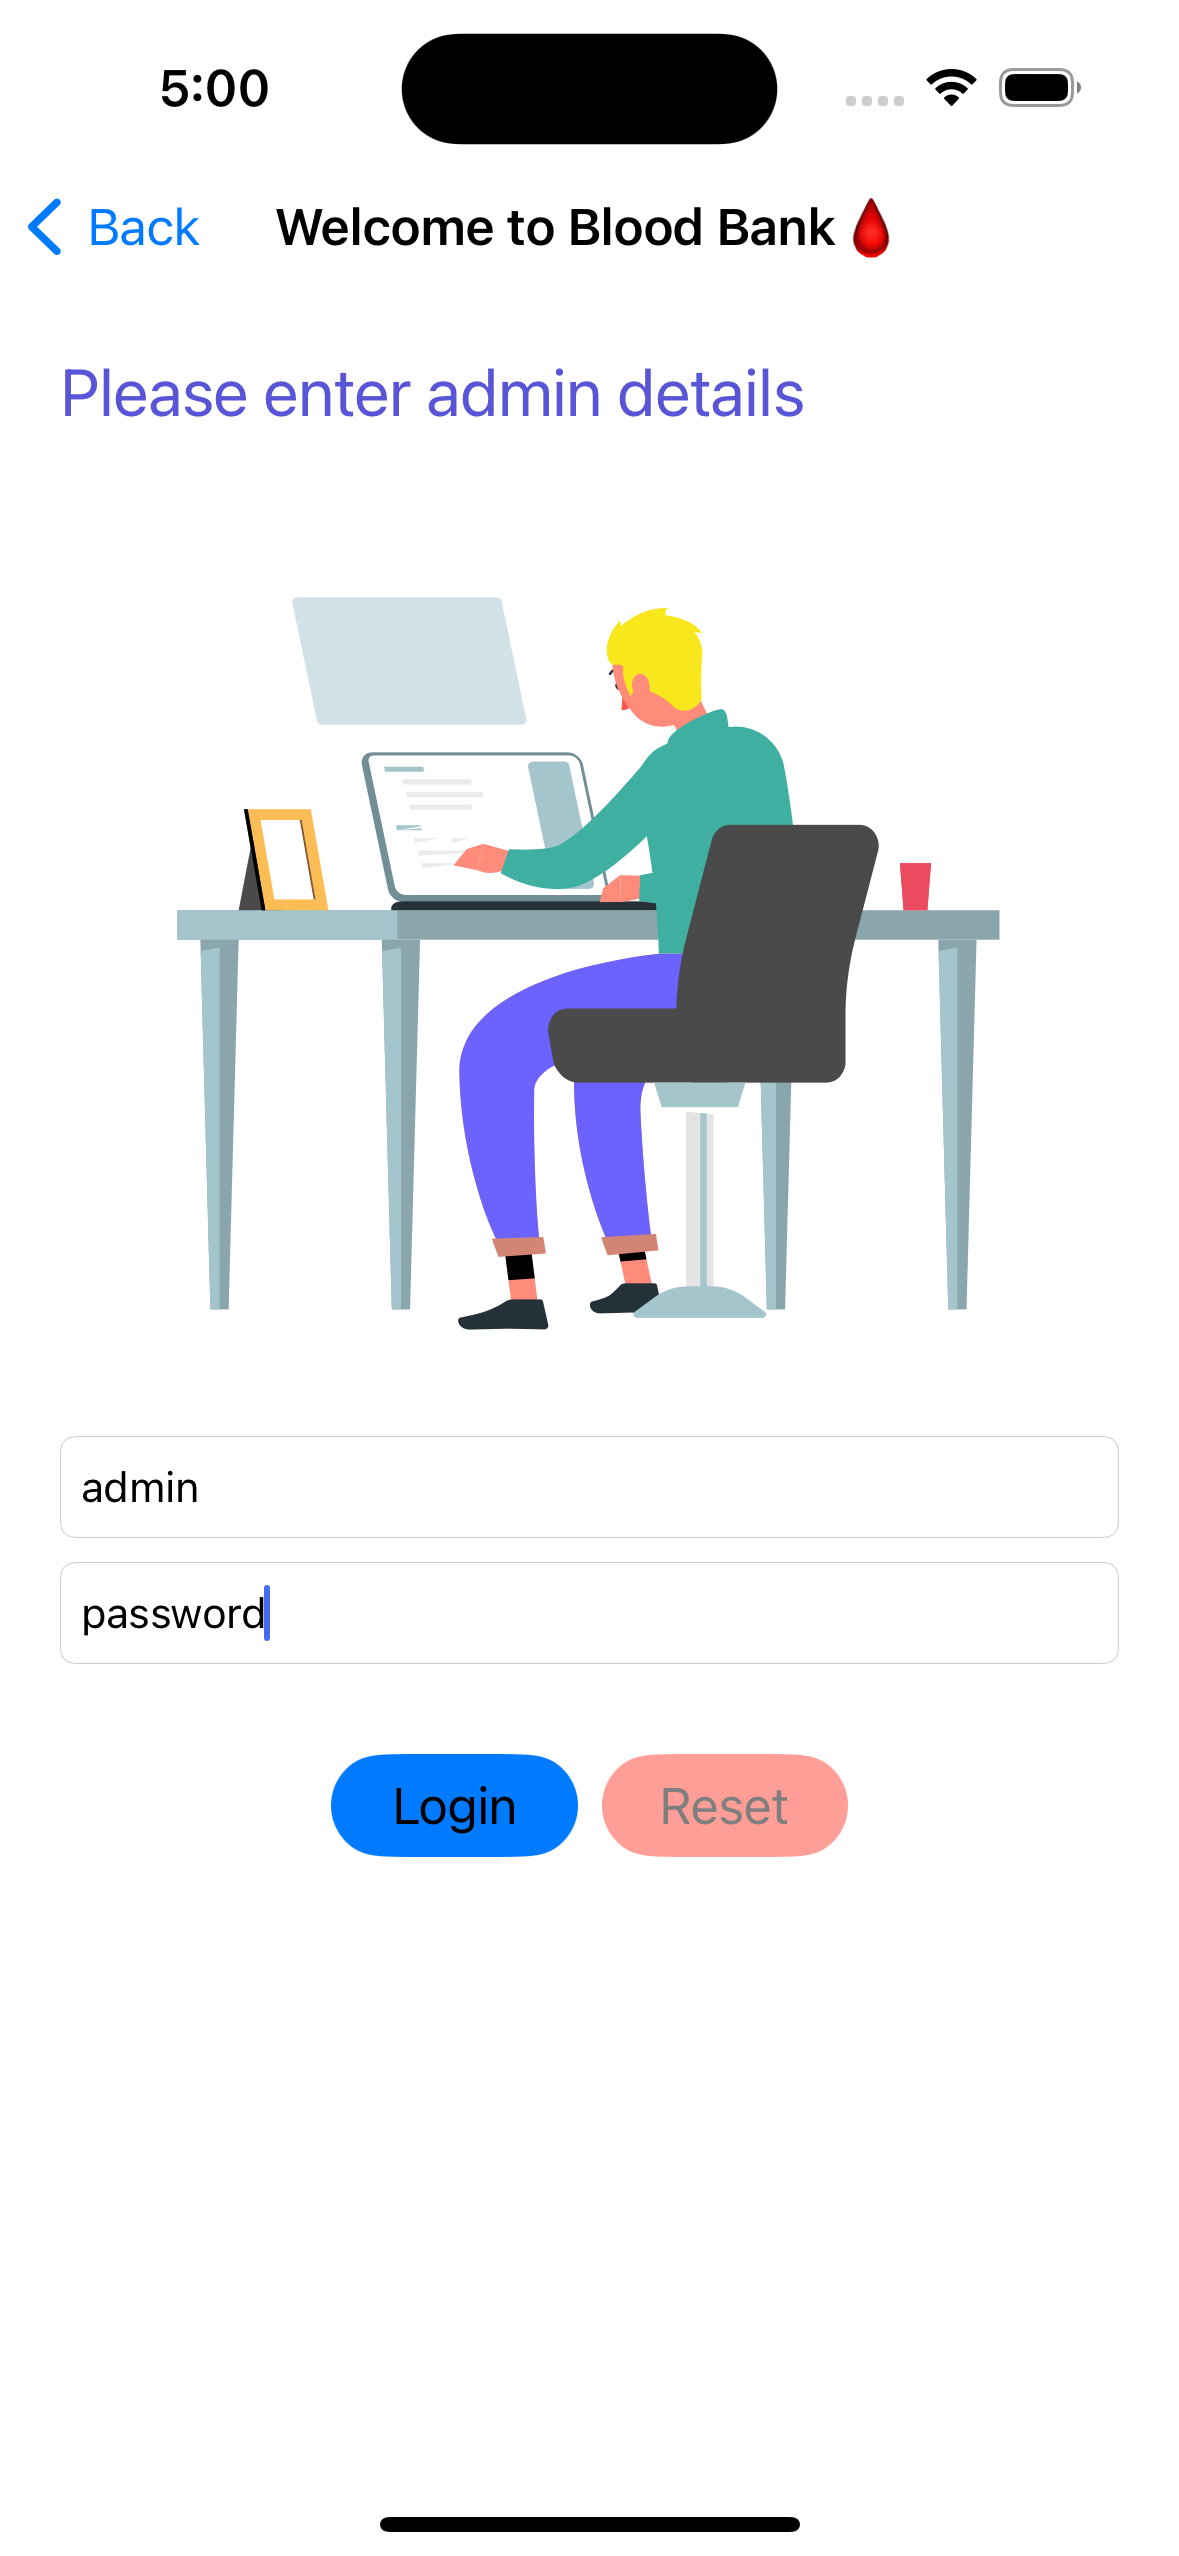 5:00
Back
Welcome to Blood Bank🩸
Please enter admin details
admin
password
Login
Reset